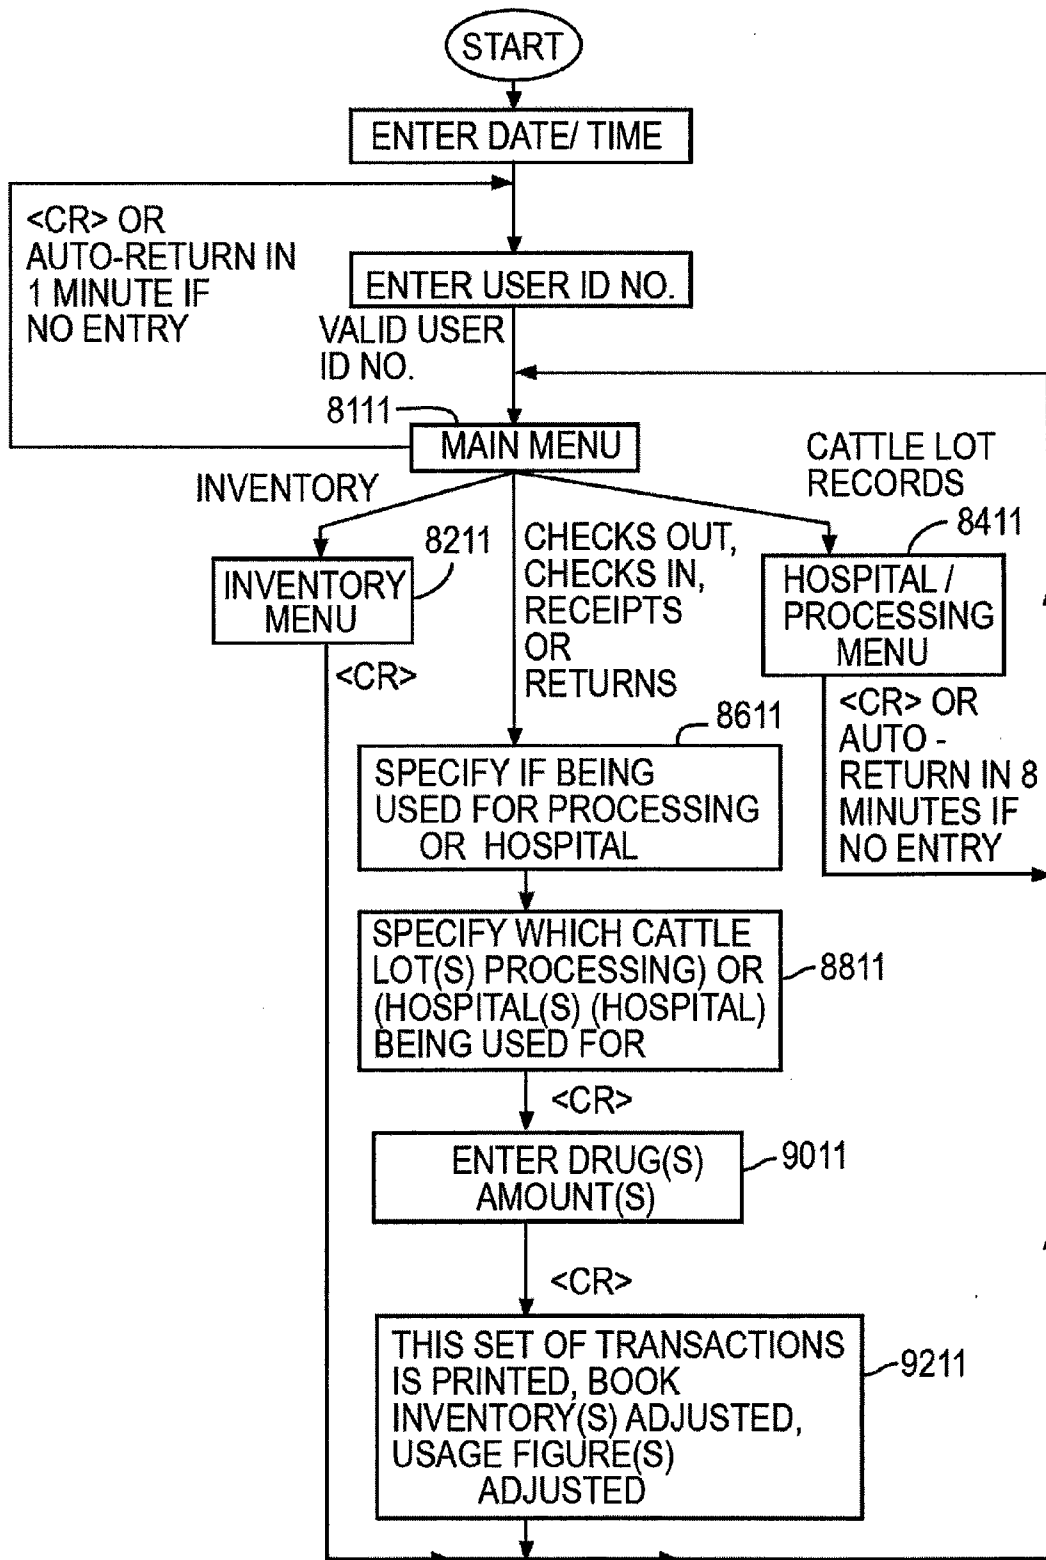 START
ENTER DATE/ TIME
<CR> OR
AUTO-RETURN IN
1 MINUTE IF
NO ENTRY
ENTER USER ID NO.
VALID USER
ID NO.
8111
MAIN MENU
CATTLE LOT
RECORDS
INVENTORY
8211
INVENTORY
MENU
<CR>
CHECKS OUT,
CHECKS IN,
RECEIPTS
OR
RETURNS
8411
HOSPITAL /
PROCESSING
MENU
<CR> OR
AUTO -
RETURN IN 8
MINUTES IF
NO ENTRY
8611
SPECIFY IF BEING
USED FOR PROCESSING
OR HOSPITAL
SPECIFY WHICH CATTLE
LOT(S) PROCESSING) OR
(HOSPITAL(S) (HOSPITAL)
BEING USED FOR
8811
<CR>
ENTER DRUG(S)
AMOUNT(S)
9011
<CR>
THIS SET OF TRANSACTIONS
IS PRINTED, BOOK
INVENTORY(S) ADJUSTED,
USAGE FIGURE(S)
ADJUSTED
9211